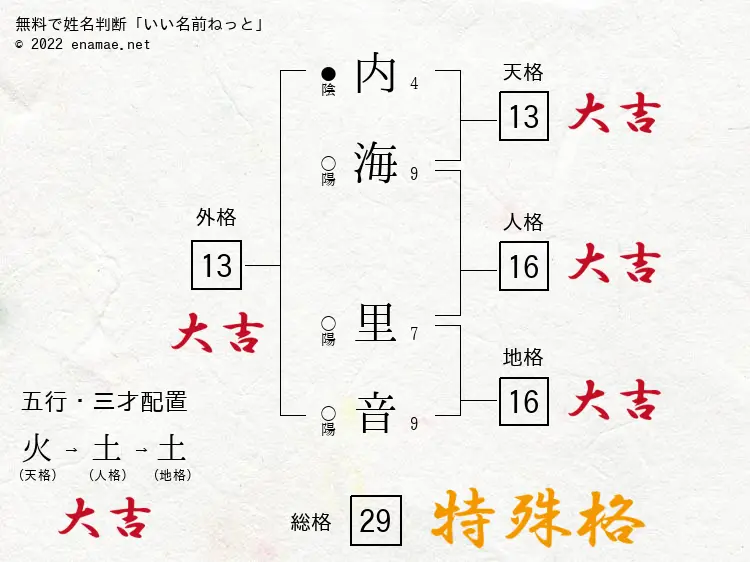 無料で姓名判断「いい名前ねっと」
© 2022 enamae.net
●陰 内 4
○陽 海 9
○陽 里 7
○陽 音 9
天格
13 大吉
人格
16 大吉
地格
16 大吉
外格
13
大吉
五行・三才配置
火 → 土 → 土
(天格) (人格) (地格)
大吉
総格 29 特殊格